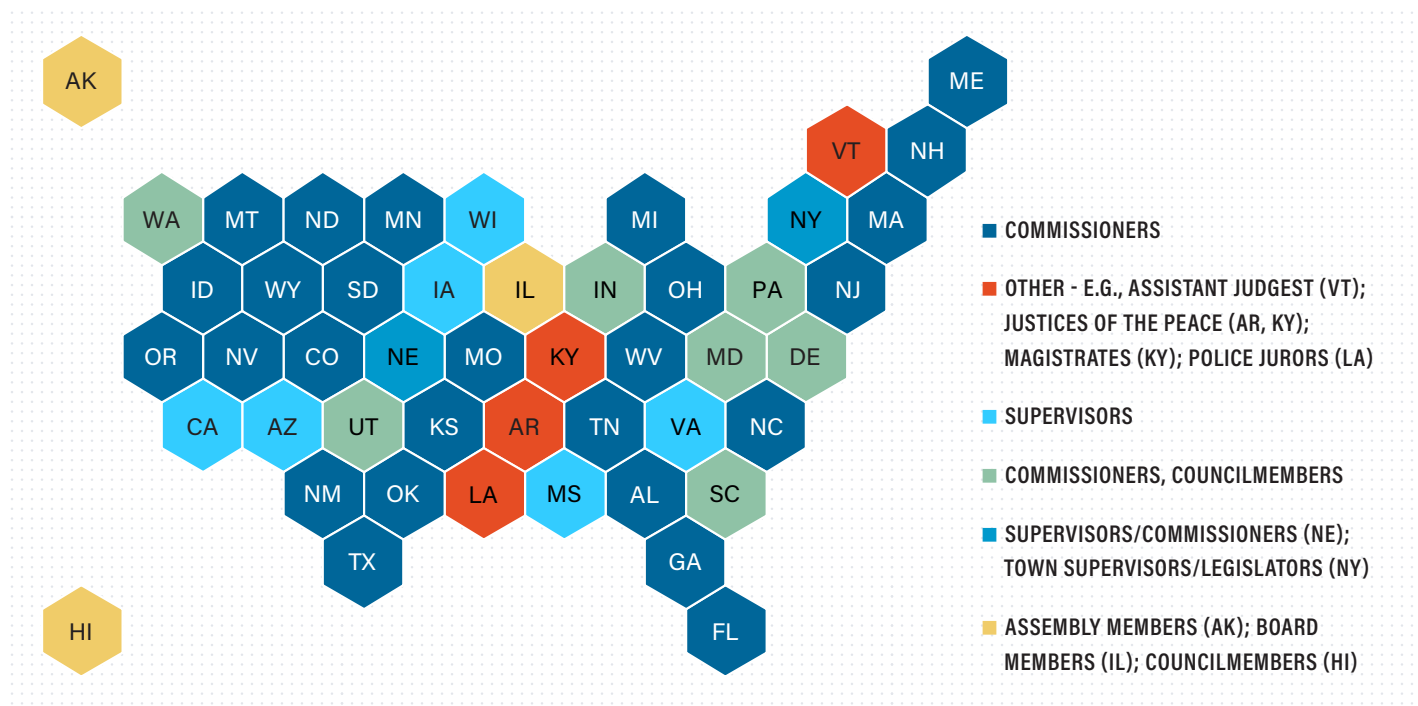 AK
ME
VT
NH
WA
MT
ND
MN
WI
MI
NY
MA
ID
WY
SD
IA
IL
IN
OH
PA
NJ
OR
NV
CO
NE
MO
KY
WV
MD
DE
CA
AZ
UT
KS
AR
TN
VA
NC
NM
OK
LA
MS
AL
SC
TX
GA
HI
FL
COMMISSIONERS
OTHER - E.G., ASSISTANT JUDGEST (VT);
JUSTICES OF THE PEACE (AR, KY);
MAGISTRATES (KY); POLICE JURORS (LA)
SUPERVISORS
COMMISSIONERS, COUNCILMEMBERS
SUPERVISORS/COMMISSIONERS (NE);
TOWN SUPERVISORS/LEGISLATORS (NY)
ASSEMBLY MEMBERS (AK); BOARD
MEMBERS (IL); COUNCILMEMBERS (HI)